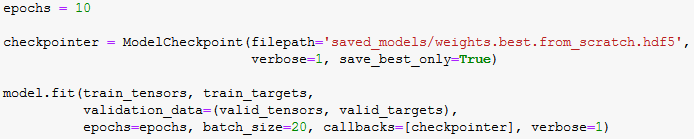 epochs = 10
checkpointer = ModelCheckpoint(filepath='saved_models/weights.best.from_scratch.hdf5',
verbose=1, save_best_only=True)
model.fit(train_tensors, train_targets,
validation_data=(valid_tensors, valid_targets),
epochs=epochs, batch_size=20, callbacks=[checkpointer], verbose=1)